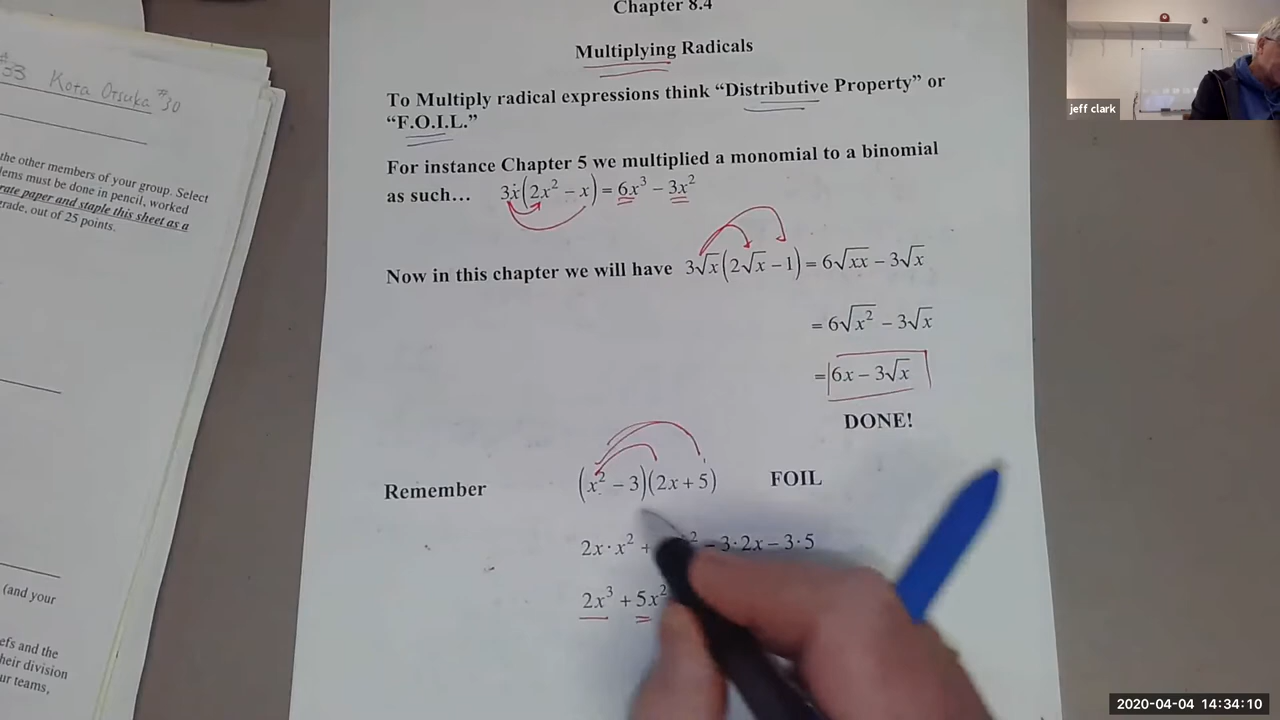 Chapter 8.4
Multiplying Radicals
To Multiply radical expressions think “Distributive Property” or
“F.O.I.L.”
For instance Chapter 5 we multiplied a monomial to a binomial
as such… 3x(2x² − x) = 6x³ − 3x²
Now in this chapter we will have 3√x(2√x − 1) = 6√xx − 3√x
= 6√x² − 3√x
= 6x − 3√x
DONE!
Remember (x² − 3)(2x + 5) FOIL
2x·x² + ² − 3·2x − 3·5
2x³ + 5x²
#33 Kota Otsuka #30
the other members of your group. Select
lems must be done in pencil, worked
rate paper and staple this sheet as a
grade, out of 25 points.
(and your
efs and the
heir division
ur teams,
jeff clark
2020-04-04 14:34:10